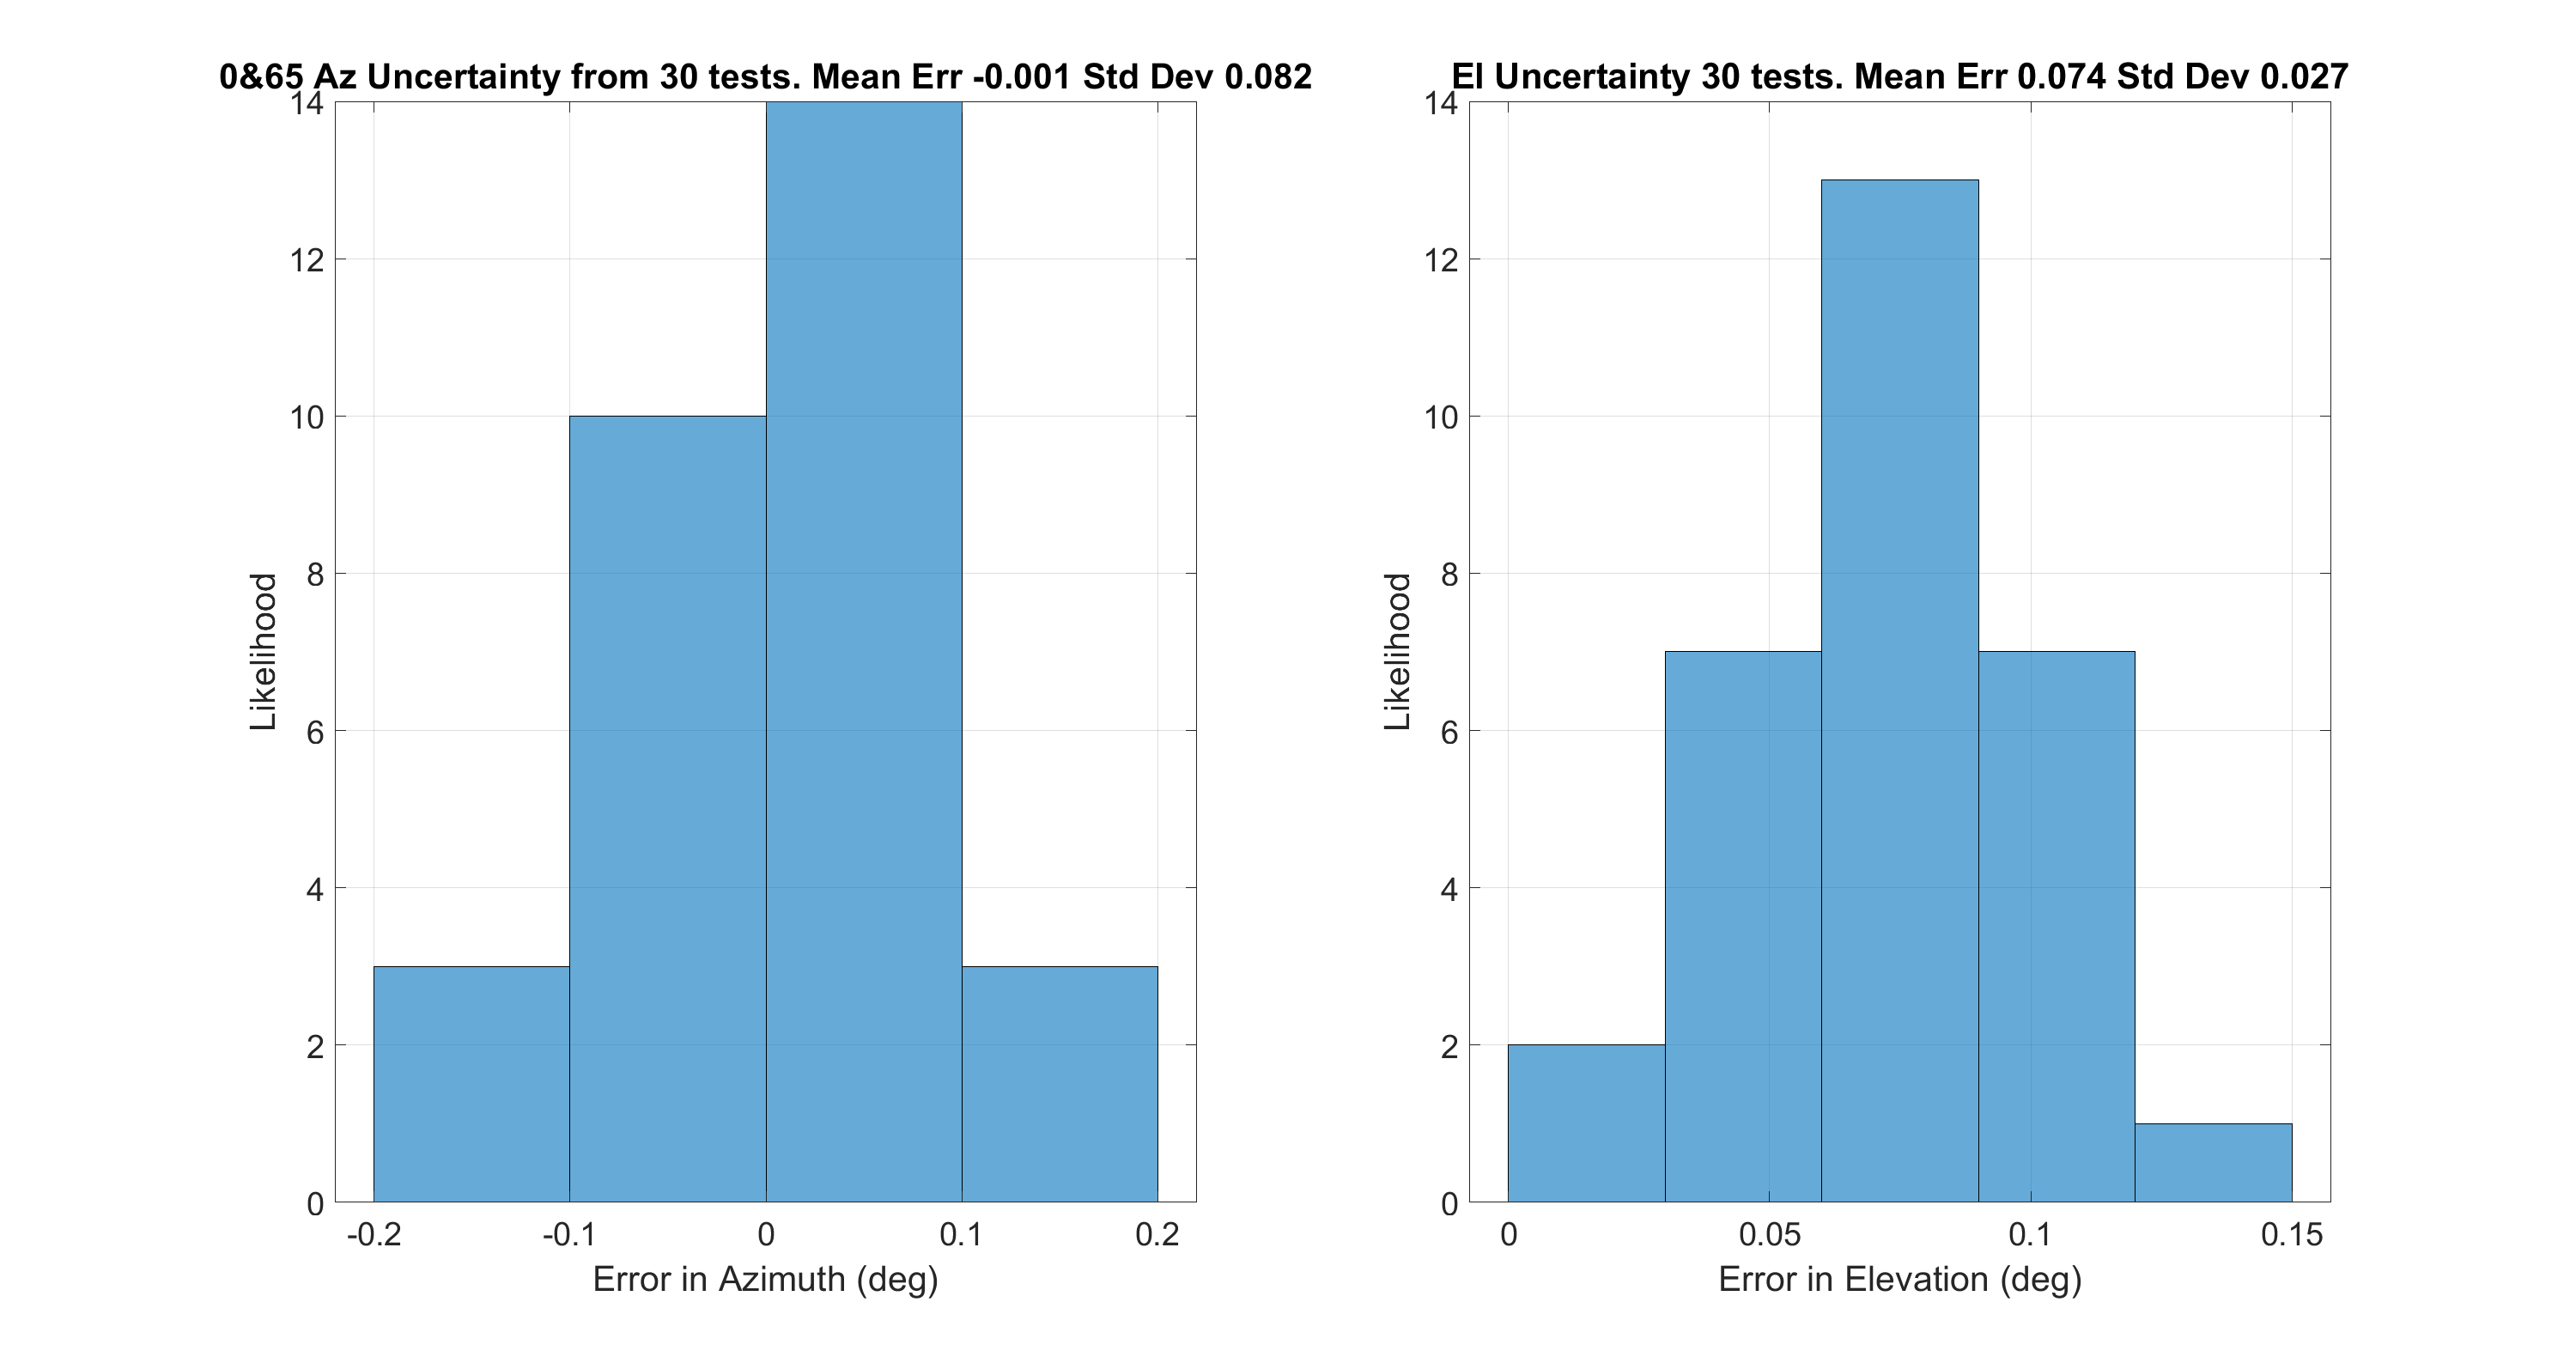 0&65 Az Uncertainty from 30 tests. Mean Err -0.001 Std Dev 0.082
14
12
10
8
6
4
2
0
Likelihood
-0.2 -0.1 0 0.1 0.2
Error in Azimuth (deg)
El Uncertainty 30 tests. Mean Err 0.074 Std Dev 0.027
14
12
10
8
6
4
2
0
Likelihood
0 0.05 0.1 0.15
Error in Elevation (deg)